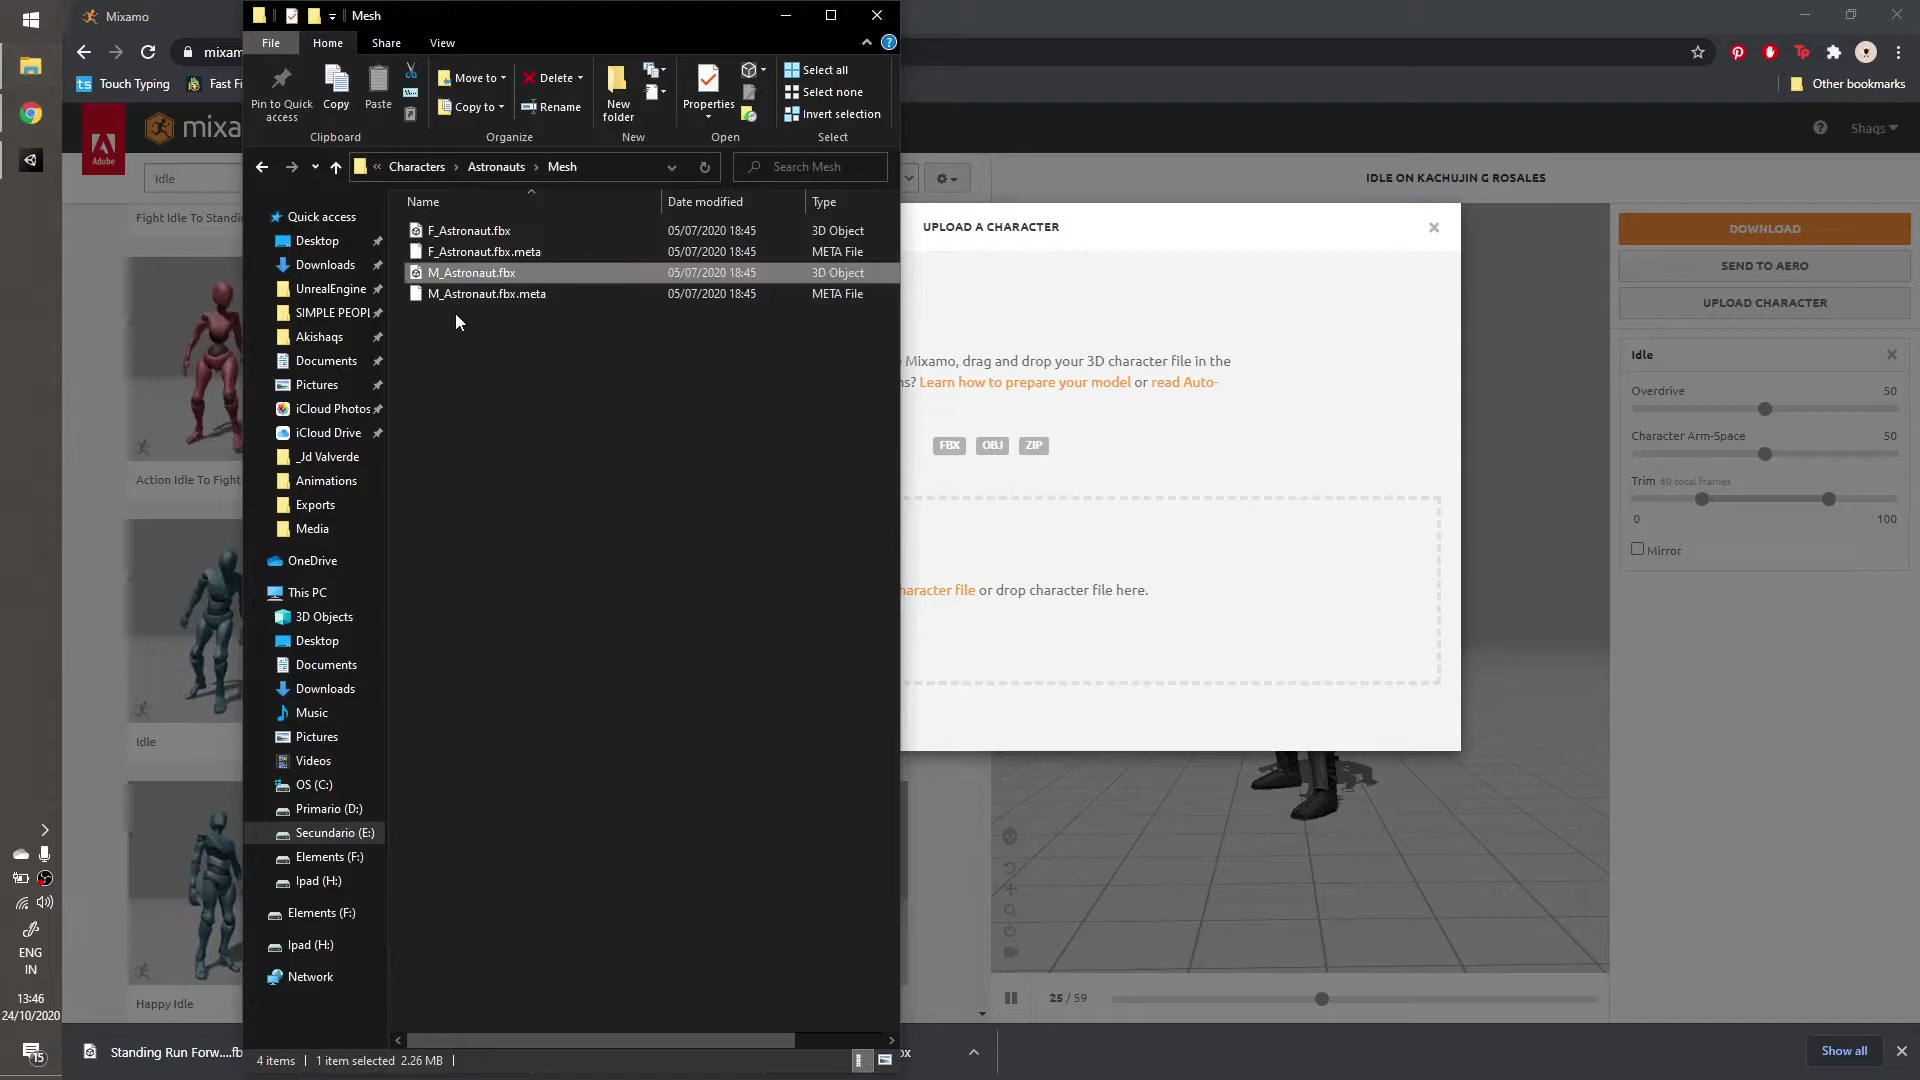 Mixamo
Mesh
File
Home
Share
View
mixam
Touch Typing
Fast Fi
Other bookmarks
Pin to Quick access
Copy
Paste
Move to
Copy to
Delete
Rename
New folder
Properties
Select all
Select none
Invert selection
Clipboard
Organize
New
Open
Select
Adobe
mixa
Shaqs
Characters
Astronauts
Mesh
Search Mesh
Idle
IDLE ON KACHUJIN G ROSALES
Name
Date modified
Type
F_Astronaut.fbx 05/07/2020 18:45 3D Object
F_Astronaut.fbx.meta 05/07/2020 18:45 META File
M_Astronaut.fbx 05/07/2020 18:45 3D Object
M_Astronaut.fbx.meta 05/07/2020 18:45 META File
Quick access
Desktop
Downloads
UnrealEngine
SIMPLE PEOPL
Akishaqs
Documents
Pictures
iCloud Photos
iCloud Drive
_Jd Valverde
Animations
Exports
Media
OneDrive
This PC
3D Objects
Desktop
Documents
Downloads
Music
Pictures
Videos
OS (C:)
Primario (D:)
Secundario (E:)
Elements (F:)
Ipad (H:)
Elements (F:)
Ipad (H:)
Network
4 items
1 item selected 2.26 MB
Fight Idle To Standi
Action Idle To Fight
Idle
Happy Idle
UPLOAD A CHARACTER
Mixamo, drag and drop your 3D character file in the
ns? Learn how to prepare your model or read Auto-
FBX OBJ ZIP
haracter file or drop character file here.
DOWNLOAD
SEND TO AERO
UPLOAD CHARACTER
Idle
Overdrive 50
Character Arm-Space 50
Trim 60 total frames
0 100
Mirror
25 / 59
ENG
IN
13:46
24/10/2020
15
Standing Run Forw....fb
bx
Show all